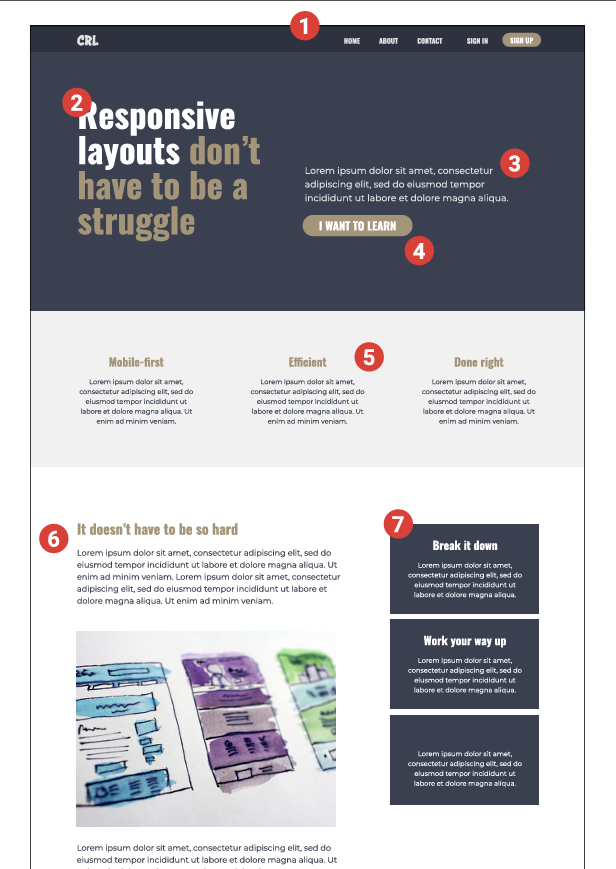 1
CRL
HOME ABOUT CONTACT SIGN IN SIGN UP
2
Responsive
layouts don't
have to be a
struggle
3
Lorem ipsum dolor sit amet, consectetur
adipiscing elit, sed do eiusmod tempor
incididunt ut labore et dolore magna aliqua.
I WANT TO LEARN
4
Mobile-first
Lorem ipsum dolor sit amet,
consectetur adipiscing elit, sed do
eiusmod tempor incididunt ut
labore et dolore magna aliqua. Ut
enim ad minim veniam.
5
Efficient
Lorem ipsum dolor sit amet,
consectetur adipiscing elit, sed do
eiusmod tempor incididunt ut
labore et dolore magna aliqua. Ut
enim ad minim veniam.
Done right
Lorem ipsum dolor sit amet,
consectetur adipiscing elit, sed do
eiusmod tempor incididunt ut
labore et dolore magna aliqua. Ut
enim ad minim veniam.
6
It doesn't have to be so hard
Lorem ipsum dolor sit amet, consectetur adipiscing elit, sed do
eiusmod tempor incididunt ut labore et dolore magna aliqua. Ut
enim ad minim veniam. Lorem ipsum dolor sit amet, consectetur
adipiscing elit, sed do eiusmod tempor incididunt ut labore et
dolore magna aliqua. Ut enim ad minim veniam.
Lorem ipsum dolor sit amet, consectetur adipiscing elit, sed do
eiusmod tempor incididunt ut labore et dolore magna aliqua. Ut
7
Break it down
Lorem ipsum dolor sit amet,
consectetur adipiscing elit, sed do
eiusmod tempor incididunt ut
labore et dolore magna aliqua.
Work your way up
Lorem ipsum dolor sit amet,
consectetur adipiscing elit, sed do
eiusmod tempor incididunt ut
labore et dolore magna aliqua.
Lorem ipsum dolor sit amet,
consectetur adipiscing elit, sed do
eiusmod tempor incididunt ut
labore et dolore magna aliqua.